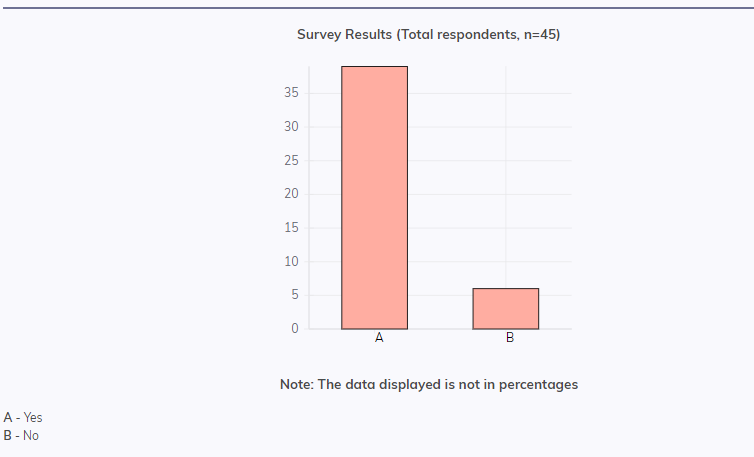 Survey Results (Total respondents, n=45)
35
30
25
20
15
10
5
0
A
B
Note: The data displayed is not in percentages
A - Yes
B - No